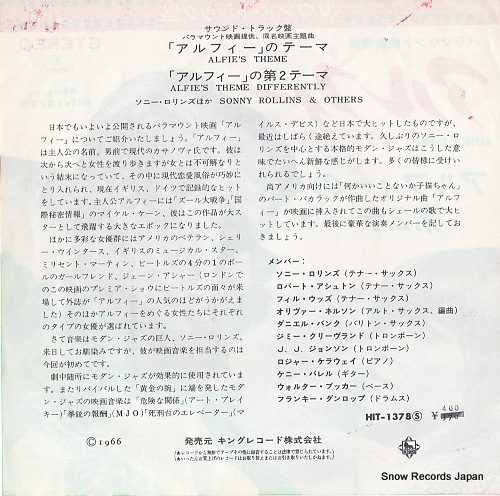 サウンド・トラック盤
パラマウント映画提供、同名映画主題曲
「アルフィー」のテーマ
ALFIE'S THEME
「アルフィー」の第2テーマ
ALFIE'S THEME DIFFERENTLY
ソニー・ロリンズほか SONNY ROLLINS & OTHERS
日本でもいよいよ公開されるパラマウント映画「アル
フィー」についてご紹介いたしましょう。「アルフィー」
は主人公の名前。男前で現代のカサノヴァ氏です。彼は
次から次へと女性を渡り歩きますが女とは不可解なりと
いう結末になっていて、その中に現代恋愛風俗が巧妙に
とり入れられ、現在イギリス、ドイツで記録的なヒット
をしています。主人公アルフィーには「ズール大戦争」「国
際秘密情報」のマイケル・ケーン、彼はこの作品が大ス
ターとして飛躍する大きなエポックになりました。
ほかに多彩な女優群にはアメリカのベテラン、シェリ
ー・ウインタース、イギリスのミュージカル・スター、
ミリセント・マーティン、ビートルズの4分の1のポー
ルのガールフレンド、ジェーン・アシャー(ロンドンで
のこの映画のプレミア・ショウにビートルズの面々が来
場して外誌が「アルフィー」の人気のほどがうかがえま
した)そのほかアルフィーをめぐる女性たちにそれぞれ
のタイプの女優が選ばれています。
さて音楽はモダン・ジャズの巨人、ソニー・ロリンズ。
来日してお馴染みですが、彼が映画音楽を担当するのは
今回が初めてです。
劇中随所にモダン・ジャズが効果的に使用されていま
す。またリバイバルした「黄金の腕」に端を発したモダ
ン・ジャズの映画音楽は「危険な関係」(アート・ブレイ
キー)「拳銃の報酬」(MJO)「死刑台のエレベーター」(マ
イルス・デビス)など日本で大ヒットしたものですが、
最近はしばらく途絶えています。久しぶりのソニー・ロ
リンズを中心とする本格的モダン・ジャズはこうした意
味でたいへん新鮮な感じがします。多くの皆様に受けい
れられるでしょう。
尚アメリカ向けには「何かいいことないか子猫ちゃん」
のバート・バカラックが作曲したオリジナル曲「アルフ
ィー」が映画に挿入されてこの曲もシェールの歌で大ヒ
ットしています。最後に豪華な演奏メンバーを記してお
きましょう。
メンバー:
ソニー・ロリンズ(テナー・サックス)
ロバート・アシュトン(テナー・サックス)
フィル・ウッズ(テナー・サックス)
オリヴァー・ネルソン(アルト・サックス、編曲)
ダニエル・バンク(バリトン・サックス)
ジミー・クリーヴランド(トロンボーン)
J．J．ジョンソン(トロンボーン)
ロジャー・ケラウェイ(ピアノ)
ケニー・バレル(ギター)
ウォルター・ブッカー(ベース)
フランキー・ダンロップ(ドラムス)
HIT-1378Ⓢ ¥400
©1966
発売元 キングレコード株式会社
Snow Records Japan